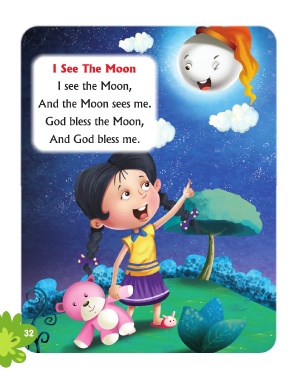 I See The Moon
I see the Moon,
And the Moon sees me.
God bless the Moon,
And God bless me.
32